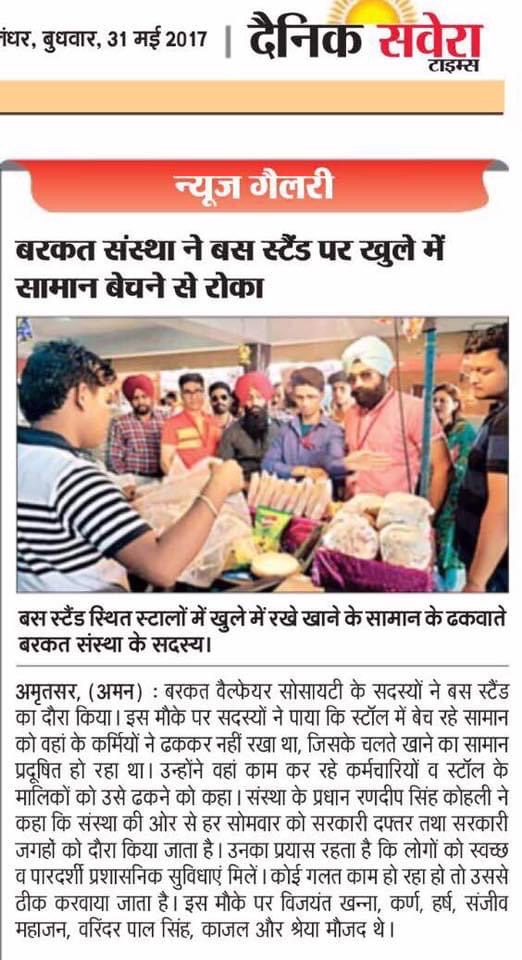 बुधवार, 31 मई 2017 | दैनिक सवेरा
टाइम्स
न्यूज गैलरी
बरकत संस्था ने बस स्टैंड पर खुले में
सामान बेचने से रोका
बस स्टैंड स्थित स्टालों में खुले में रखे खाने के सामान के ढकवाते
बरकत संस्था के सदस्य।
अमृतसर, (अमन) : बरकत वैल्फेयर सोसायटी के सदस्यों ने बस स्टैंड
का दौरा किया। इस मौके पर सदस्यों ने पाया कि स्टॉल में बेच रहे सामान
को वहां के कर्मियों ने ढककर नहीं रखा था, जिसके चलते खाने का सामान
प्रदूषित हो रहा था। उन्होंने वहां काम कर रहे कर्मचारियों व स्टॉल के
मालिकों को उसे ढकने को कहा। संस्था के प्रधान रणदीप सिंह कोहली ने
कहा कि संस्था की ओर से हर सोमवार को सरकारी दफ्तर तथा सरकारी
जगहों को दौरा किया जाता है। उनका प्रयास रहता है कि लोगों को स्वच्छ
व पारदर्शी प्रशासनिक सुविधाएं मिलें। कोई गलत काम हो रहा हो तो उससे
ठीक करवाया जाता है। इस मौके पर विजयंत खन्ना, कर्ण, हर्ष, संजीव
महाजन, वरिंदर पाल सिंह, काजल और श्रेया मौजद थे।